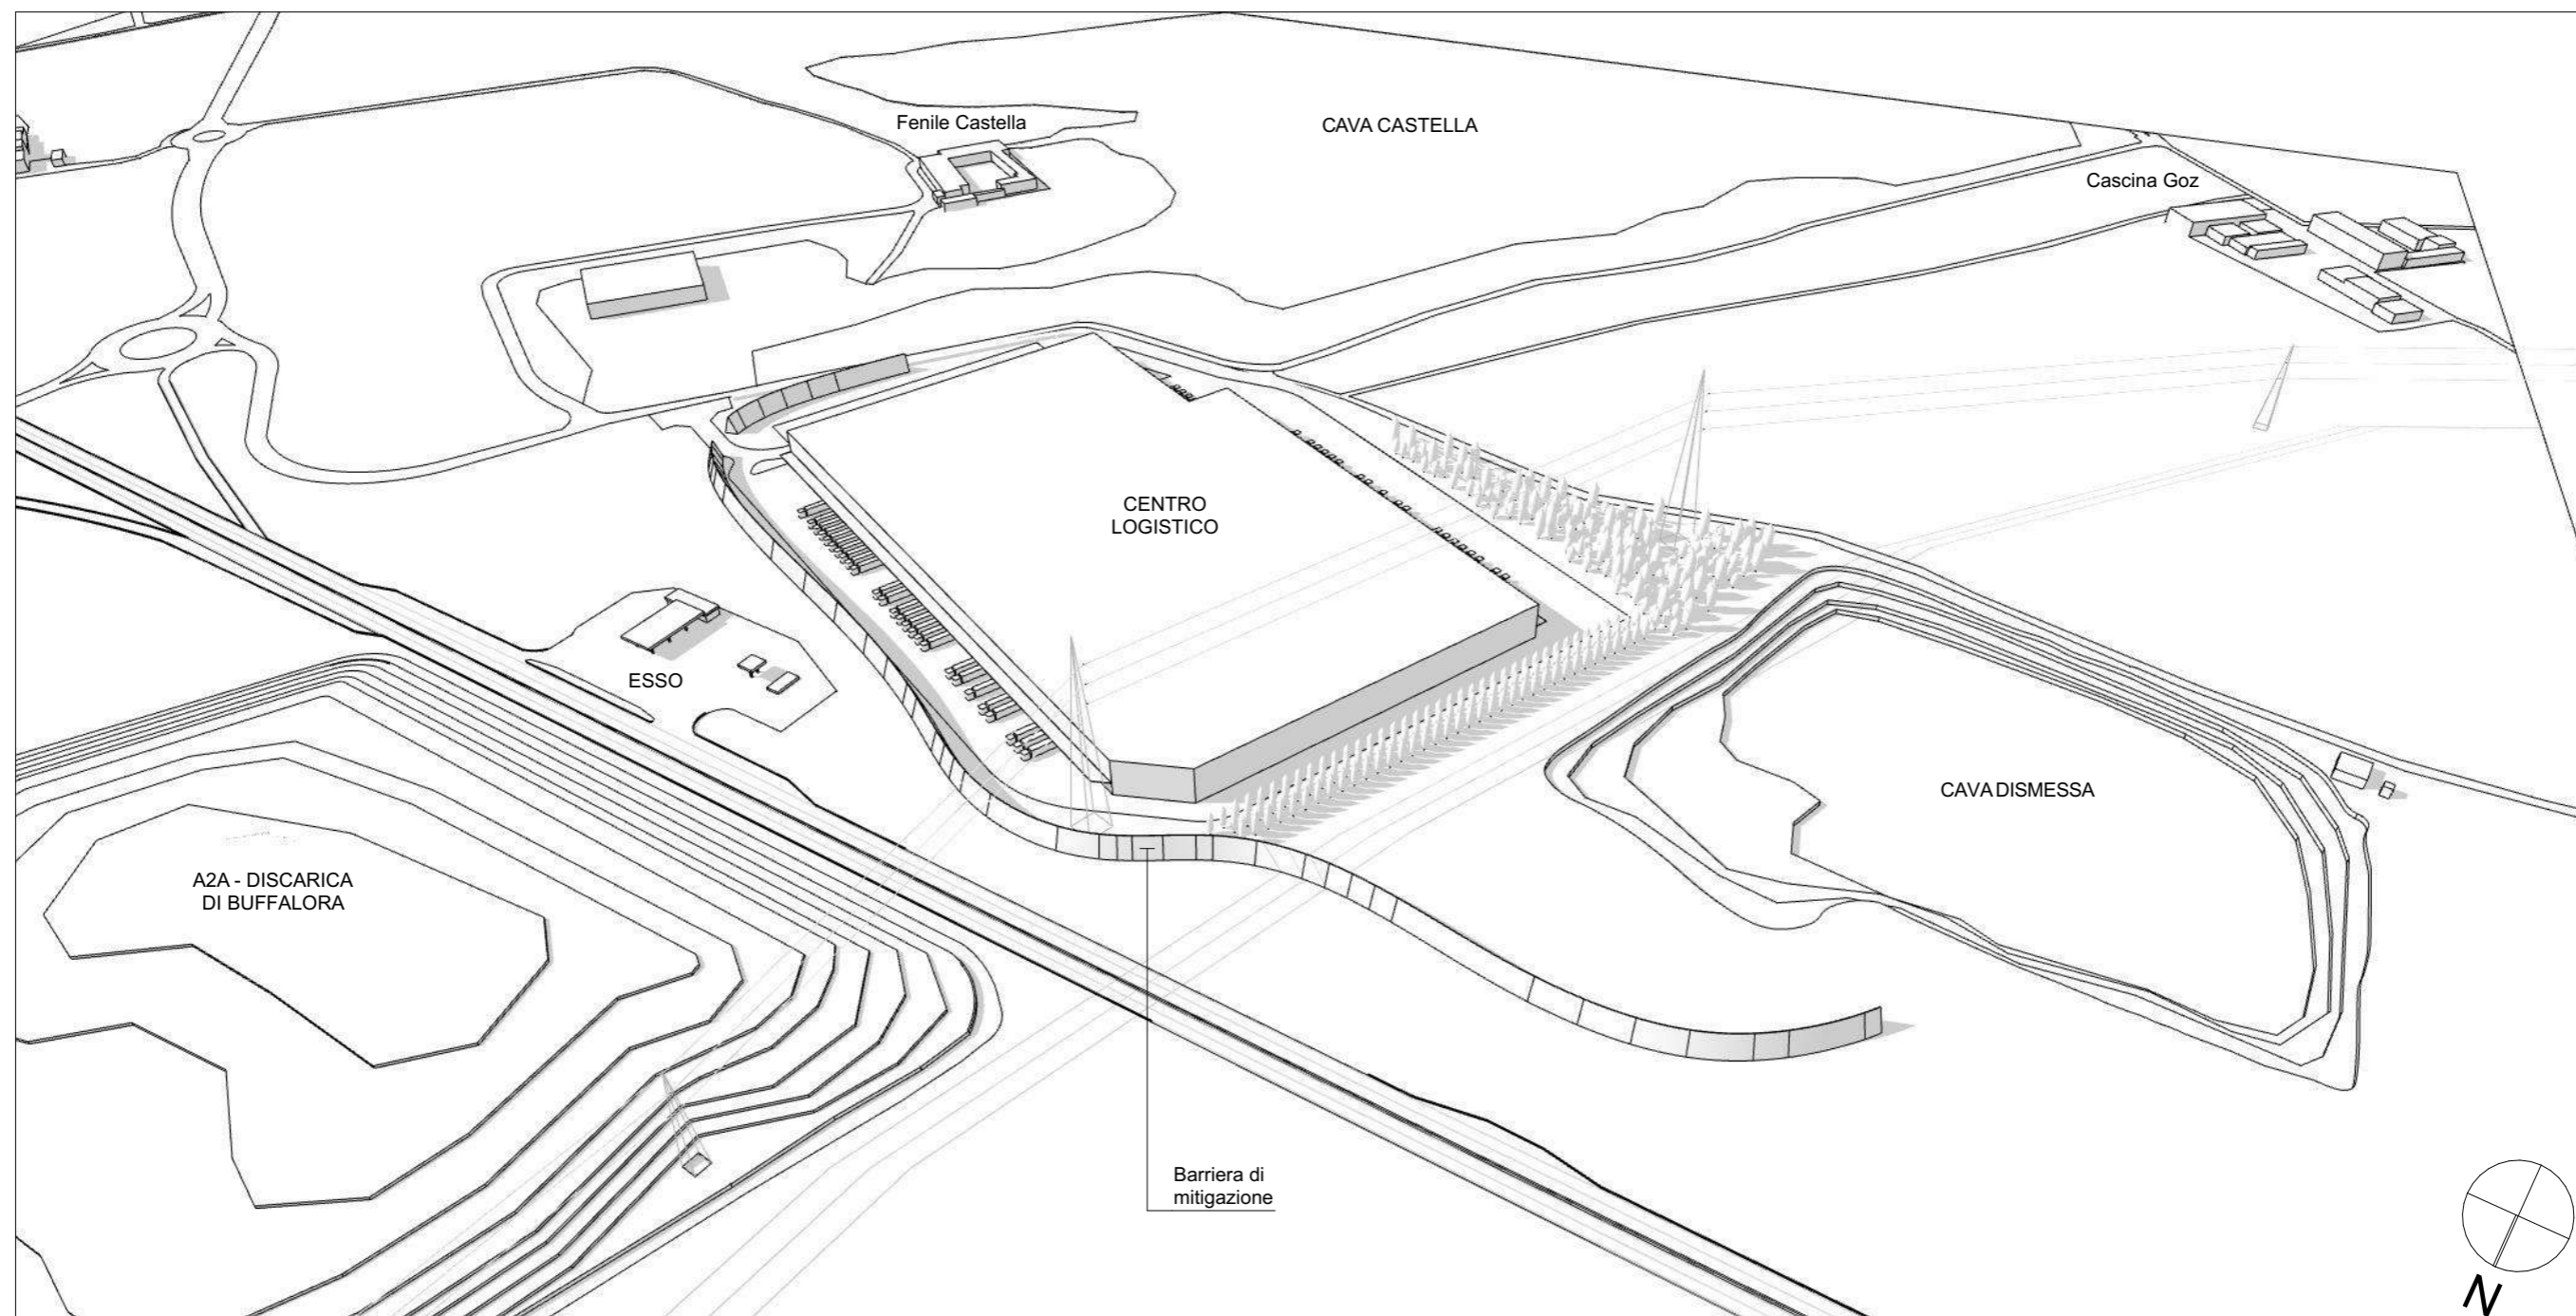 Fenile Castella
CAVA CASTELLA
Cascina Goz
CENTRO
LOGISTICO
ESSO
CAVA DISMESSA
A2A - DISCARICA
DI BUFFALORA
Barriera di
mitigazione
N